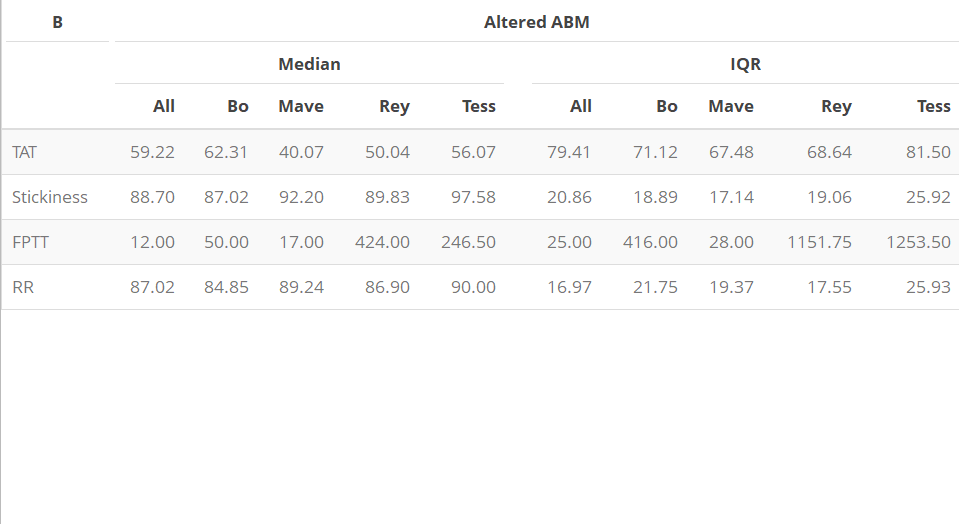 B Altered ABM
Median IQR
All Bo Mave Rey Tess All Bo Mave Rey Tess
TAT 59.22 62.31 40.07 50.04 56.07 79.41 71.12 67.48 68.64 81.50
Stickiness 88.70 87.02 92.20 89.83 97.58 20.86 18.89 17.14 19.06 25.92
FPTT 12.00 50.00 17.00 424.00 246.50 25.00 416.00 28.00 1151.75 1253.50
RR 87.02 84.85 89.24 86.90 90.00 16.97 21.75 19.37 17.55 25.93